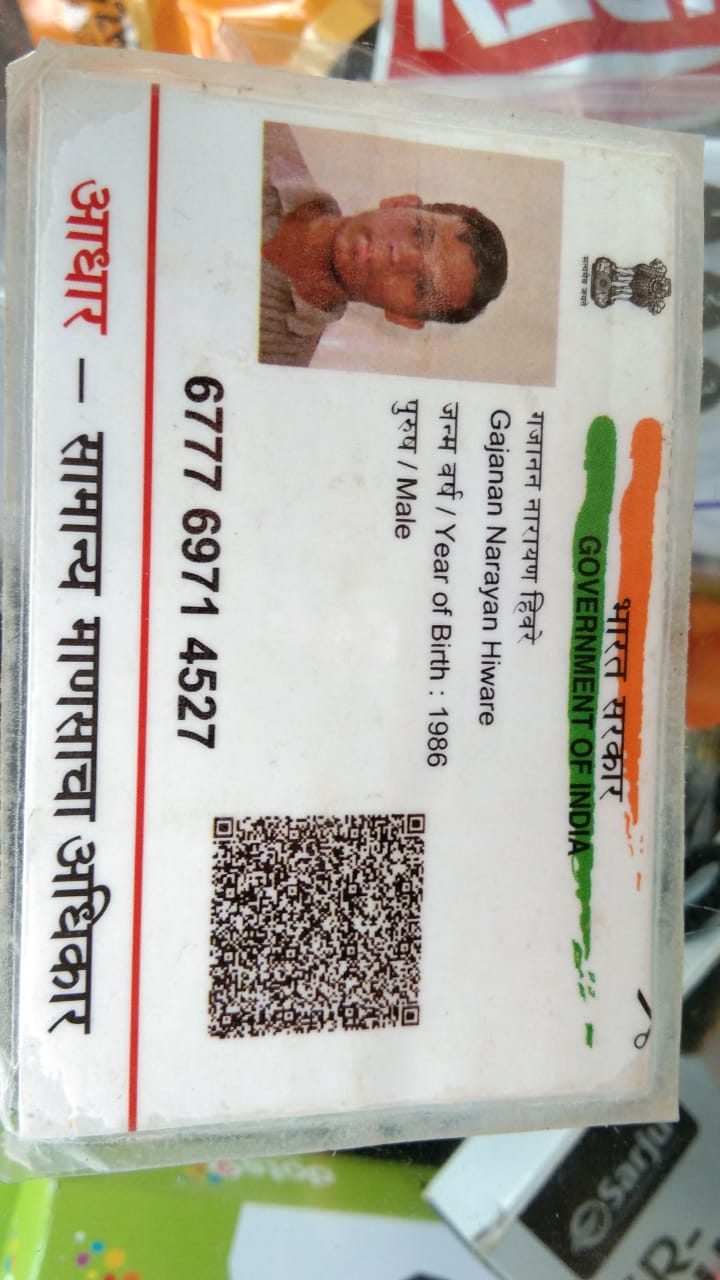 भारत सरकार
GOVERNMENT OF INDIA
सत्यमेव जयते
गजानन नारायण हिवरे
Gajanan Narayan Hiware
जन्म वर्ष / Year of Birth : 1986
पुरुष / Male
6777 6971 4527
आधार – सामान्य माणसाचा अधिकार
Sarju